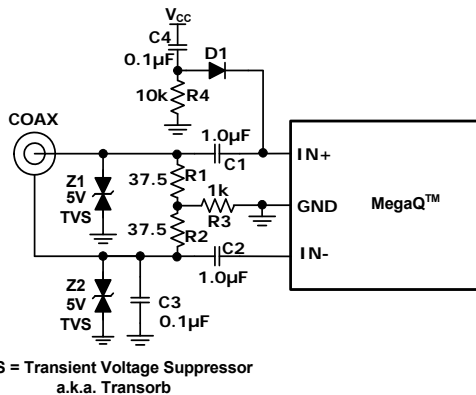 VCC
C4
0.1µF
D1
10k R4
COAX
1.0µF
C1
IN+
Z1
5V
TVS
R1
37.5
1k
R3
GND
MegaQ™
37.5
R2
C2
1.0µF
IN-
Z2
5V
TVS
C3
0.1µF
S = Transient Voltage Suppressor
a.k.a. Transorb